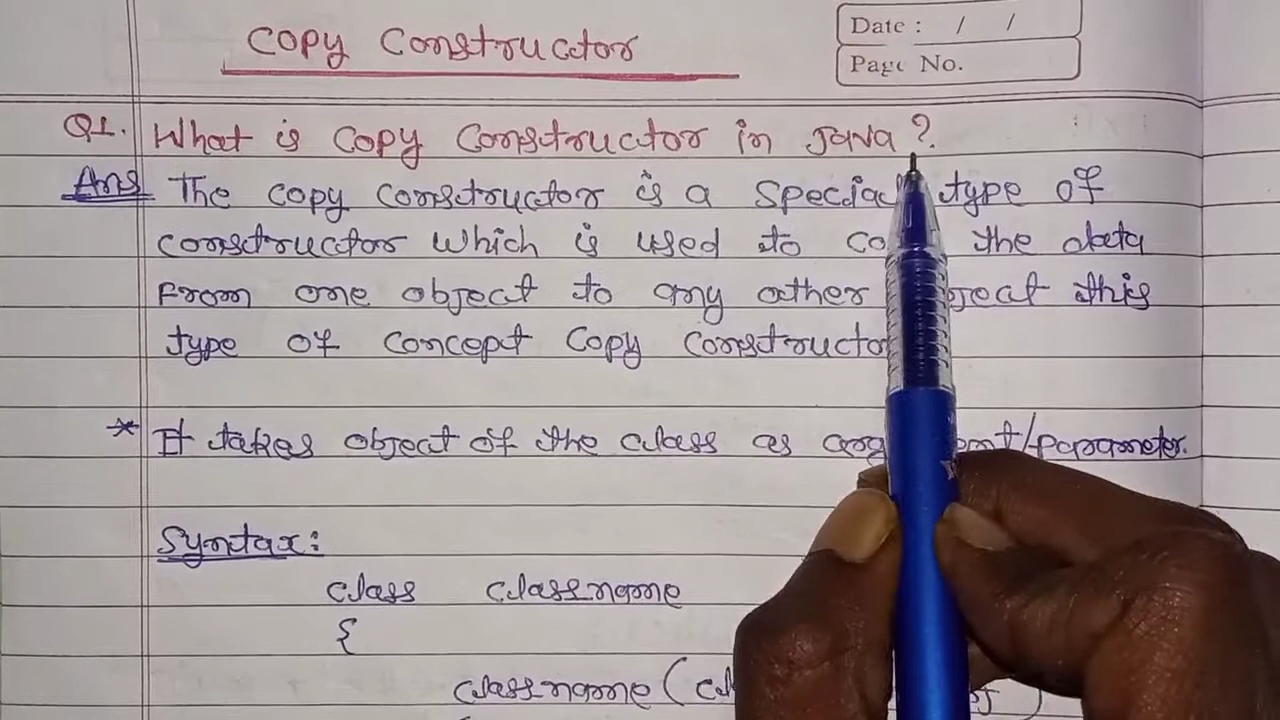 Copy Constructor
Date : / /
Page No.
Q1. What is Copy Constructor in Java ?
Ans The Copy Constructor is a Special type of
Constructor which is used to the data
From one object to any other this
type of Concept Copy Constructor
* It takes object of the class as /parameter.
Syntax :
class classname
{
classname (